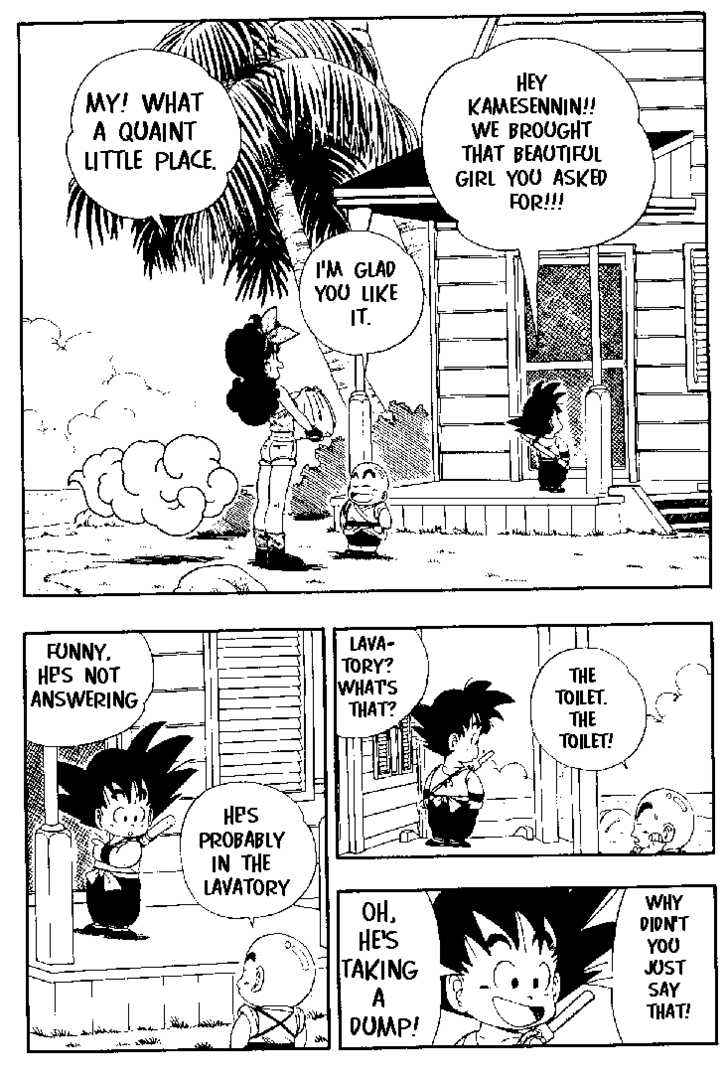 MY! WHAT
A QUAINT
LITTLE PLACE.
HEY
KAMESENNIN!!
WE BROUGHT
THAT BEAUTIFUL
GIRL YOU ASKED
FOR!!!
I'M GLAD
YOU LIKE
IT.
FUNNY,
HE'S NOT
ANSWERING
HE'S
PROBABLY
IN THE
LAVATORY
LAVA-
TORY?
WHAT'S
THAT?
THE
TOILET.
THE
TOILET!
OH,
HE'S
TAKING
A
DUMP!
WHY
DIDN'T
YOU
JUST
SAY
THAT!